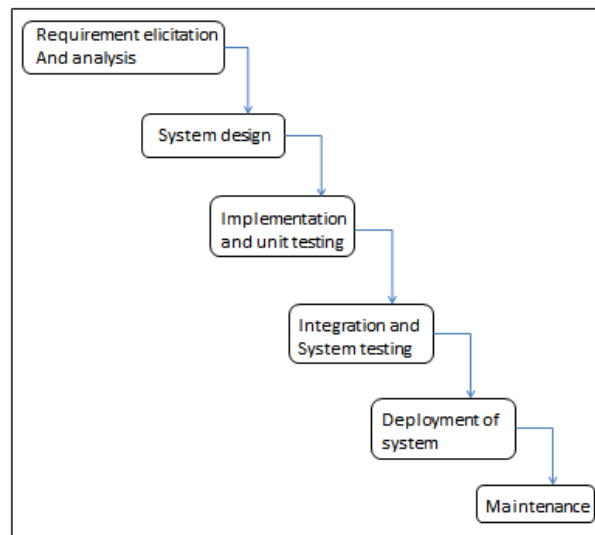 Requirement elicitation
And analysis
System design
Implementation
and unit testing
Integration and
System testing
Deployment of
system
Maintenance